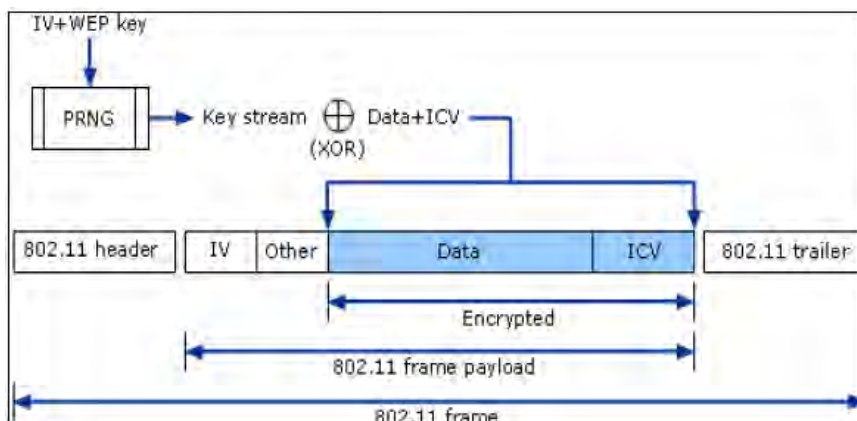 IV+WEP key
PRNG
Key stream
Data+ICV
(XOR)
802.11 header
IV
Other
Data
ICV
802.11 trailer
Encrypted
802.11 frame payload
802.11 frame